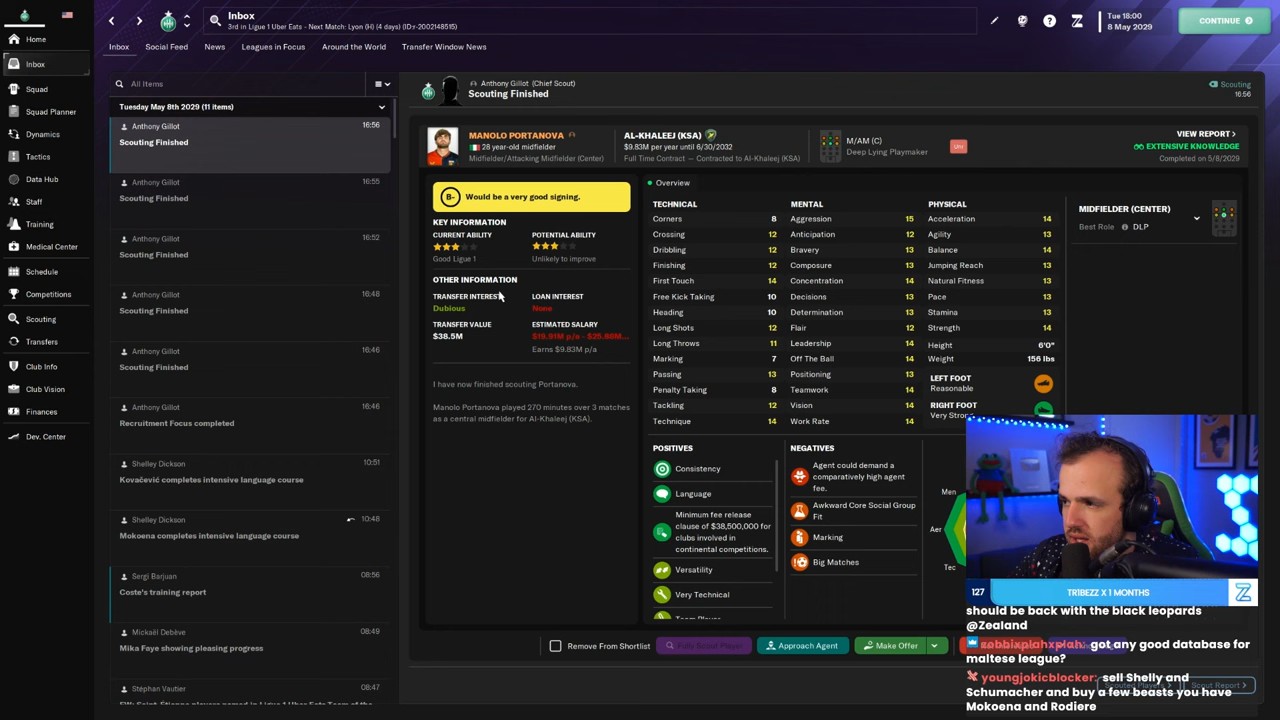 Inbox
3rd in Ligue 1 Uber Eats - Next Match: Lyon (H) (4 days) (ID:r-2002148515)
Tue 18:00
8 May 2029
CONTINUE
Home
Inbox
Squad
Squad Planner
Dynamics
Tactics
Data Hub
Staff
Training
Medical Center
Schedule
Competitions
Scouting
Transfers
Club Info
Club Vision
Finances
Dev. Center
Inbox Social Feed News Leagues in Focus Around the World Transfer Window News
All Items
Tuesday May 8th 2029 (11 items)
Anthony Gillot 16:56
Scouting Finished
Anthony Gillot 16:55
Scouting Finished
Anthony Gillot 16:52
Scouting Finished
Anthony Gillot 16:48
Scouting Finished
Anthony Gillot 16:46
Scouting Finished
Anthony Gillot 16:46
Recruitment Focus completed
Shelley Dickson 10:51
Kovačević completes intensive language course
Shelley Dickson 10:48
Mokoena completes intensive language course
Sergi Barjuan 08:56
Coste's training report
Mickaël Debève 08:49
Mika Faye showing pleasing progress
Stéphan Vautier 08:47
Anthony Gillot (Chief Scout)
Scouting Finished
Scouting
16:56
MANOLO PORTANOVA
28 year-old midfielder
Midfielder/Attacking Midfielder (Center)
AL-KHALEEJ (KSA)
$9.83M per year until 6/30/2032
Full Time Contract — Contracted to Al-Khaleej (KSA)
M/AM (C)
Deep Lying Playmaker
Unr
VIEW REPORT >
EXTENSIVE KNOWLEDGE
Completed on 5/8/2029
B- Would be a very good signing.
KEY INFORMATION
CURRENT ABILITY POTENTIAL ABILITY
Good Ligue 1 Unlikely to improve
OTHER INFORMATION
TRANSFER INTEREST LOAN INTEREST
Dubious None
TRANSFER VALUE ESTIMATED SALARY
$38.5M
Earns $9.83M p/a
I have now finished scouting Portanova.
Manolo Portanova played 270 minutes over 3 matches
as a central midfielder for Al-Khaleej (KSA).
Overview
TECHNICAL MENTAL PHYSICAL
Corners 8 Aggression 15 Acceleration 14
Crossing 12 Anticipation 12 Agility 13
Dribbling 12 Bravery 13 Balance 14
Finishing 12 Composure 13 Jumping Reach 13
First Touch 14 Concentration 14 Natural Fitness 13
Free Kick Taking 10 Decisions 13 Pace 13
Heading 10 Determination 13 Stamina 13
Long Shots 12 Flair 12 Strength 14
Long Throws 11 Leadership 14 Height 6'0"
Marking 7 Off The Ball 14 Weight 156 lbs
Passing 13 Positioning 13
Penalty Taking 8 Teamwork 14
Tackling 12 Vision 14
Technique 14 Work Rate 14
LEFT FOOT
Reasonable
RIGHT FOOT
MIDFIELDER (CENTER)
Best Role DLP
POSITIVES
Consistency
Language
Minimum fee release
clause of $38,500,000 for
clubs involved in
continental competitions.
Versatility
Very Technical
NEGATIVES
Agent could demand a
comparatively high agent
fee.
Awkward Core Social Group
Fit
Marking
Big Matches
Remove From Shortlist
Approach Agent
Make Offer
127 TRIBEZZ X 1 MONTHS
should be back with the black leopards
@Zealand
got any good database for
maltese league?
youngjokicblocker: sell Shelly and
Schumacher and buy a few beasts you have
Mokoena and Rodiere